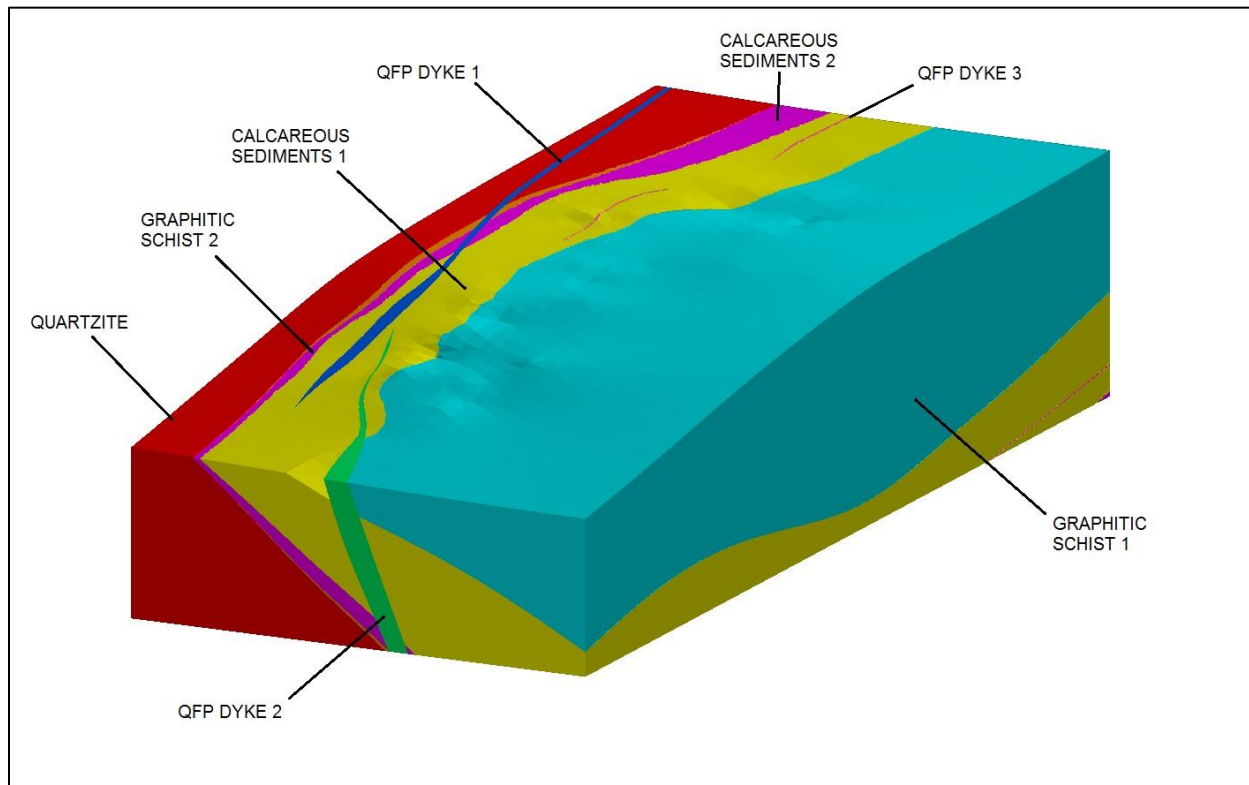 CALCAREOUS
SEDIMENTS 2
QFP DYKE 1
QFP DYKE 3
CALCAREOUS
SEDIMENTS 1
GRAPHITIC
SCHIST 2
QUARTZITE
GRAPHITIC
SCHIST 1
QFP DYKE 2